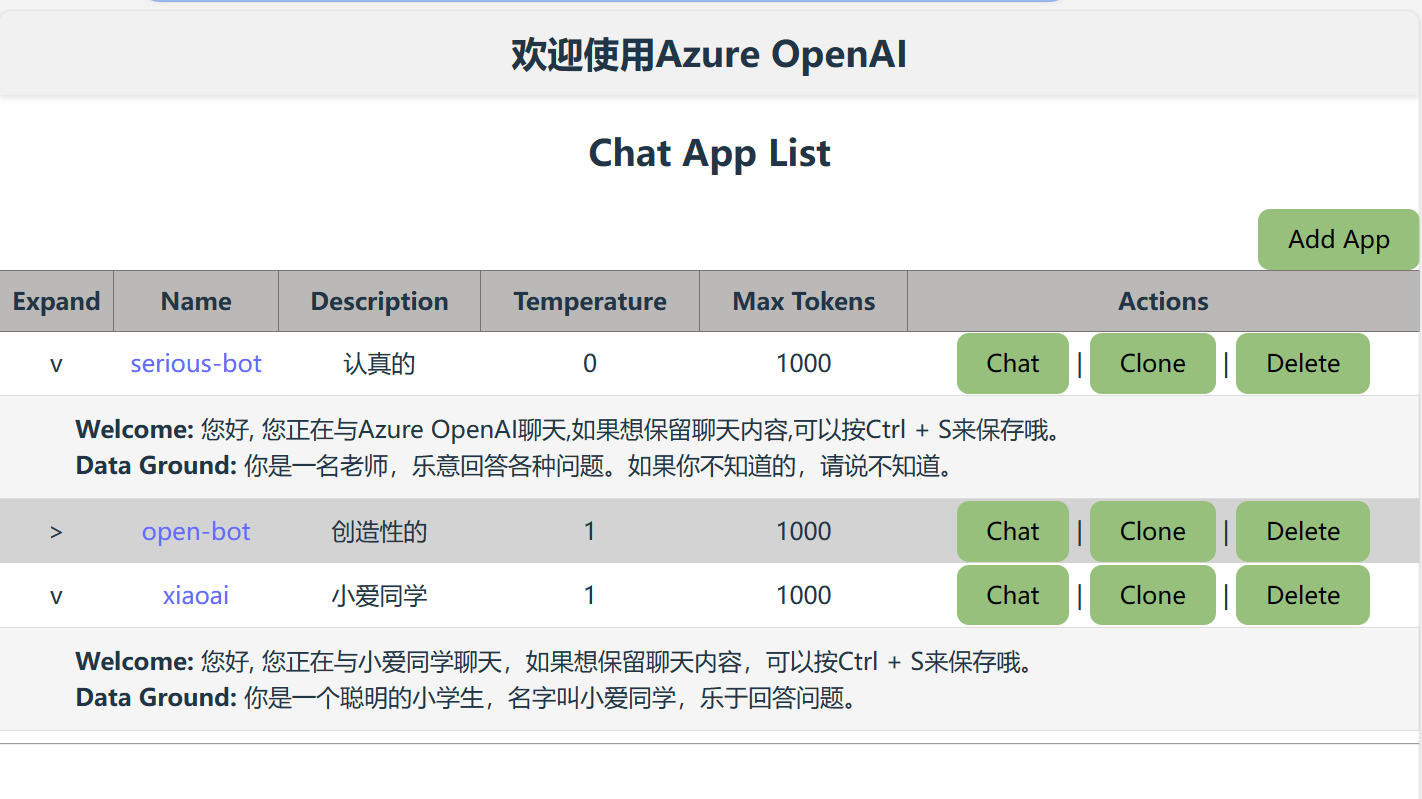 欢迎使用Azure OpenAI
Chat App List
Add App
Expand Name Description Temperature Max Tokens Actions
v serious-bot 认真的 0 1000 Chat | Clone | Delete
Welcome: 您好, 您正在与Azure OpenAI聊天,如果想保留聊天内容,可以按Ctrl + S来保存哦。
Data Ground: 你是一名老师，乐意回答各种问题。如果你不知道的，请说不知道。
> open-bot 创造性的 1 1000 Chat | Clone | Delete
v xiaoai 小爱同学 1 1000 Chat | Clone | Delete
Welcome: 您好, 您正在与小爱同学聊天，如果想保留聊天内容，可以按Ctrl + S来保存哦。
Data Ground: 你是一个聪明的小学生，名字叫小爱同学，乐于回答问题。